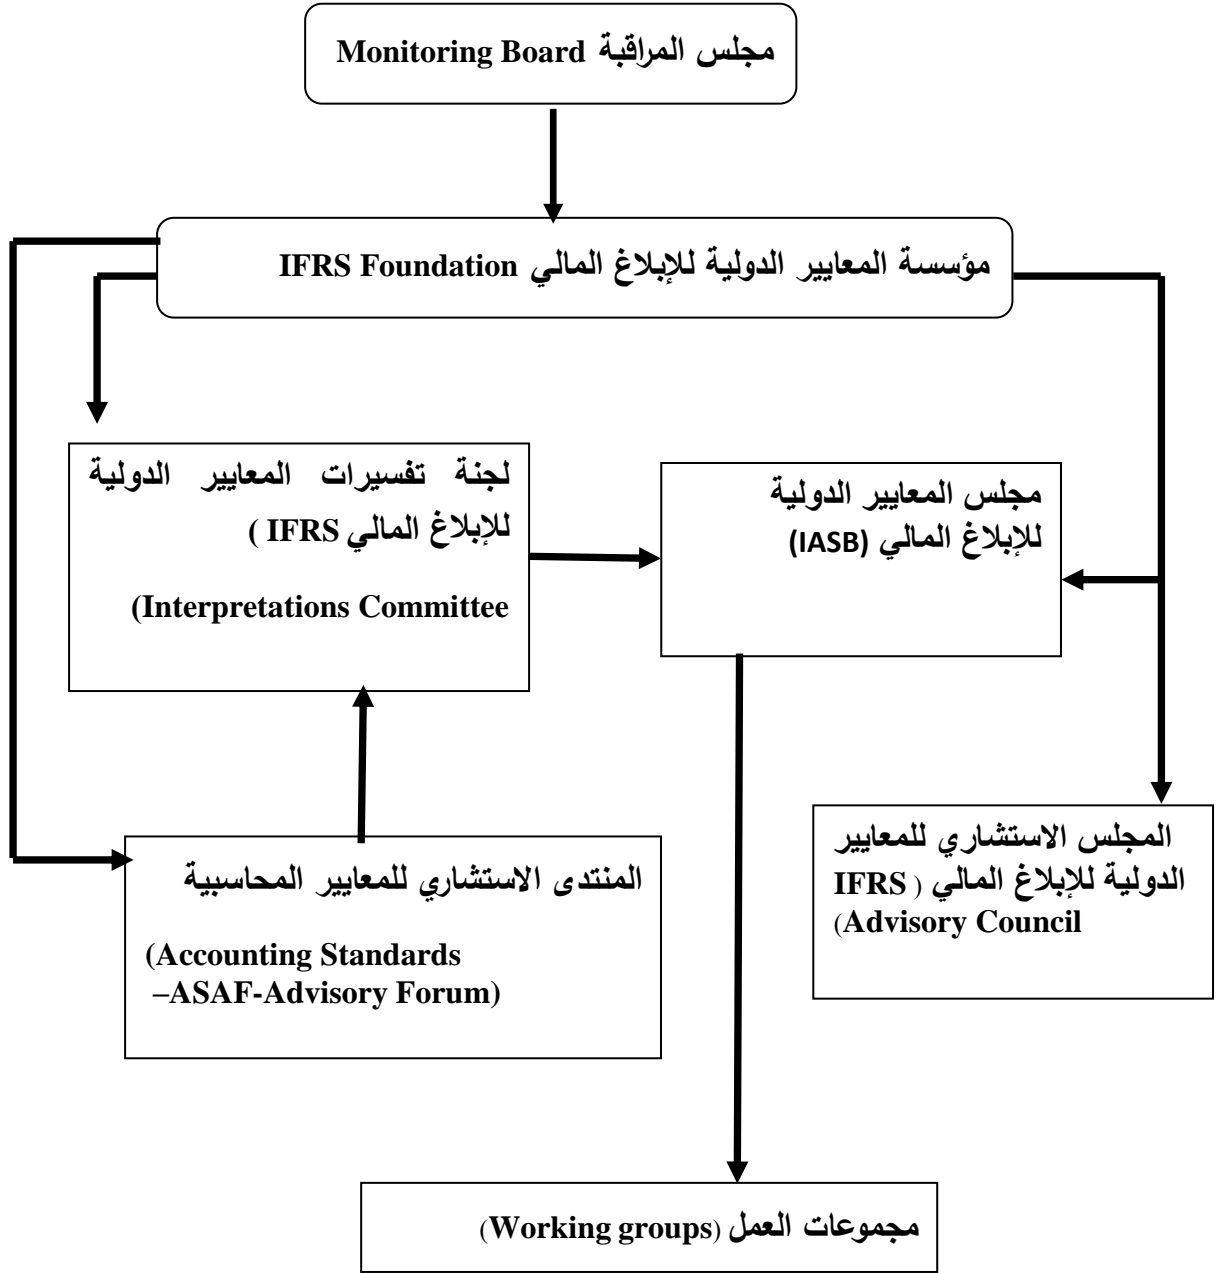 مجلس المراقبة Monitoring Board
مؤسسة المعايير الدولية للإبلاغ المالي IFRS Foundation
لجنة تفسيرات المعايير الدولية
للإبلاغ المالي IFRS )
(Interpretations Committee
مجلس المعايير الدولية
للإبلاغ المالي (IASB)
المنتدى الاستشاري للمعايير المحاسبية
(Accounting Standards
–ASAF-Advisory Forum)
المجلس الاستشاري للمعايير
الدولية للإبلاغ المالي ( IFRS
(Advisory Council
مجموعات العمل (Working groups)